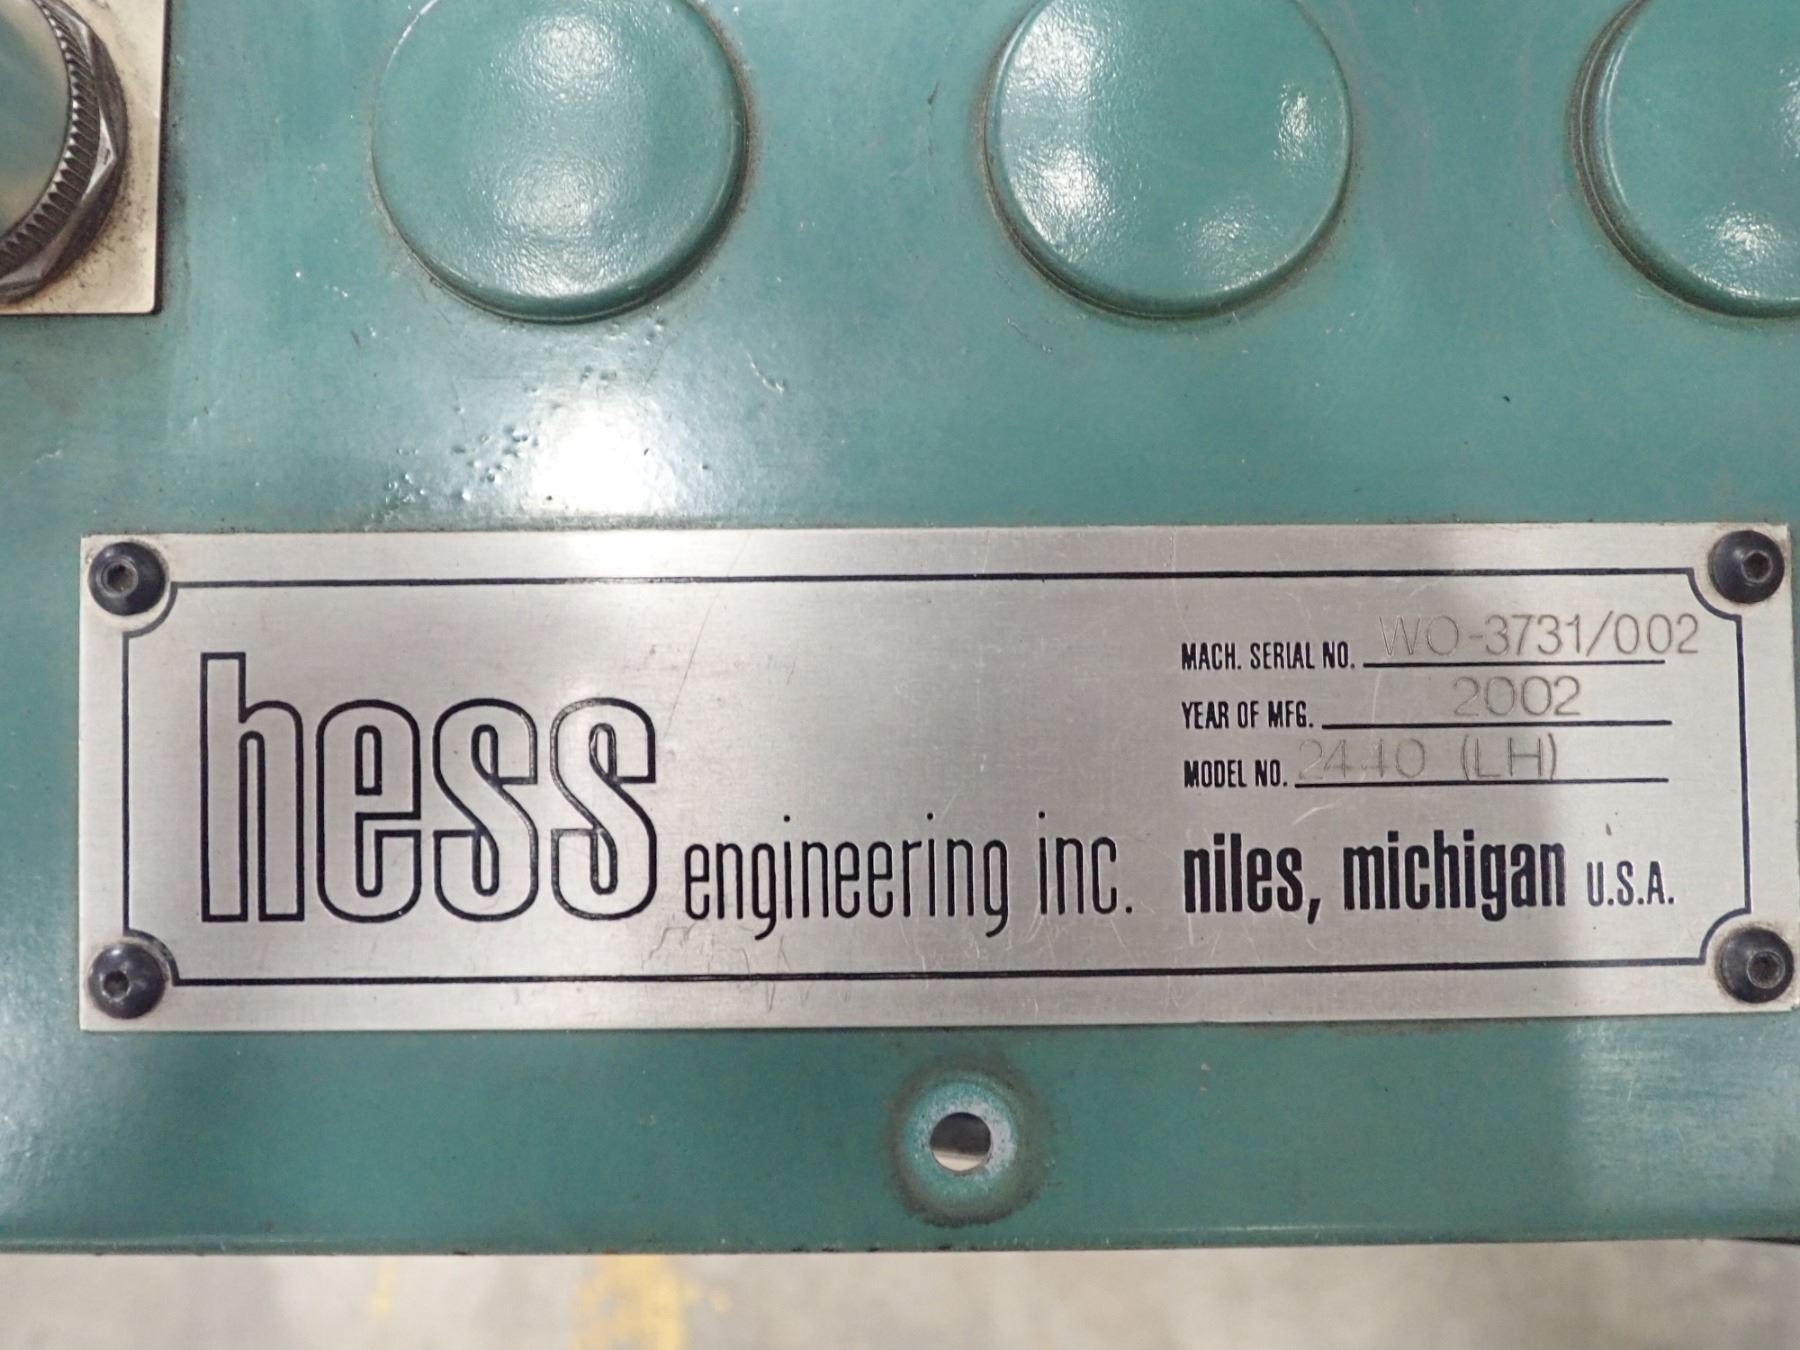 MACH. SERIAL NO. WO-3731/002
YEAR OF MFG. 2002
MODEL NO. 2440 (LH)
hess engineering inc. niles, michigan U.S.A.